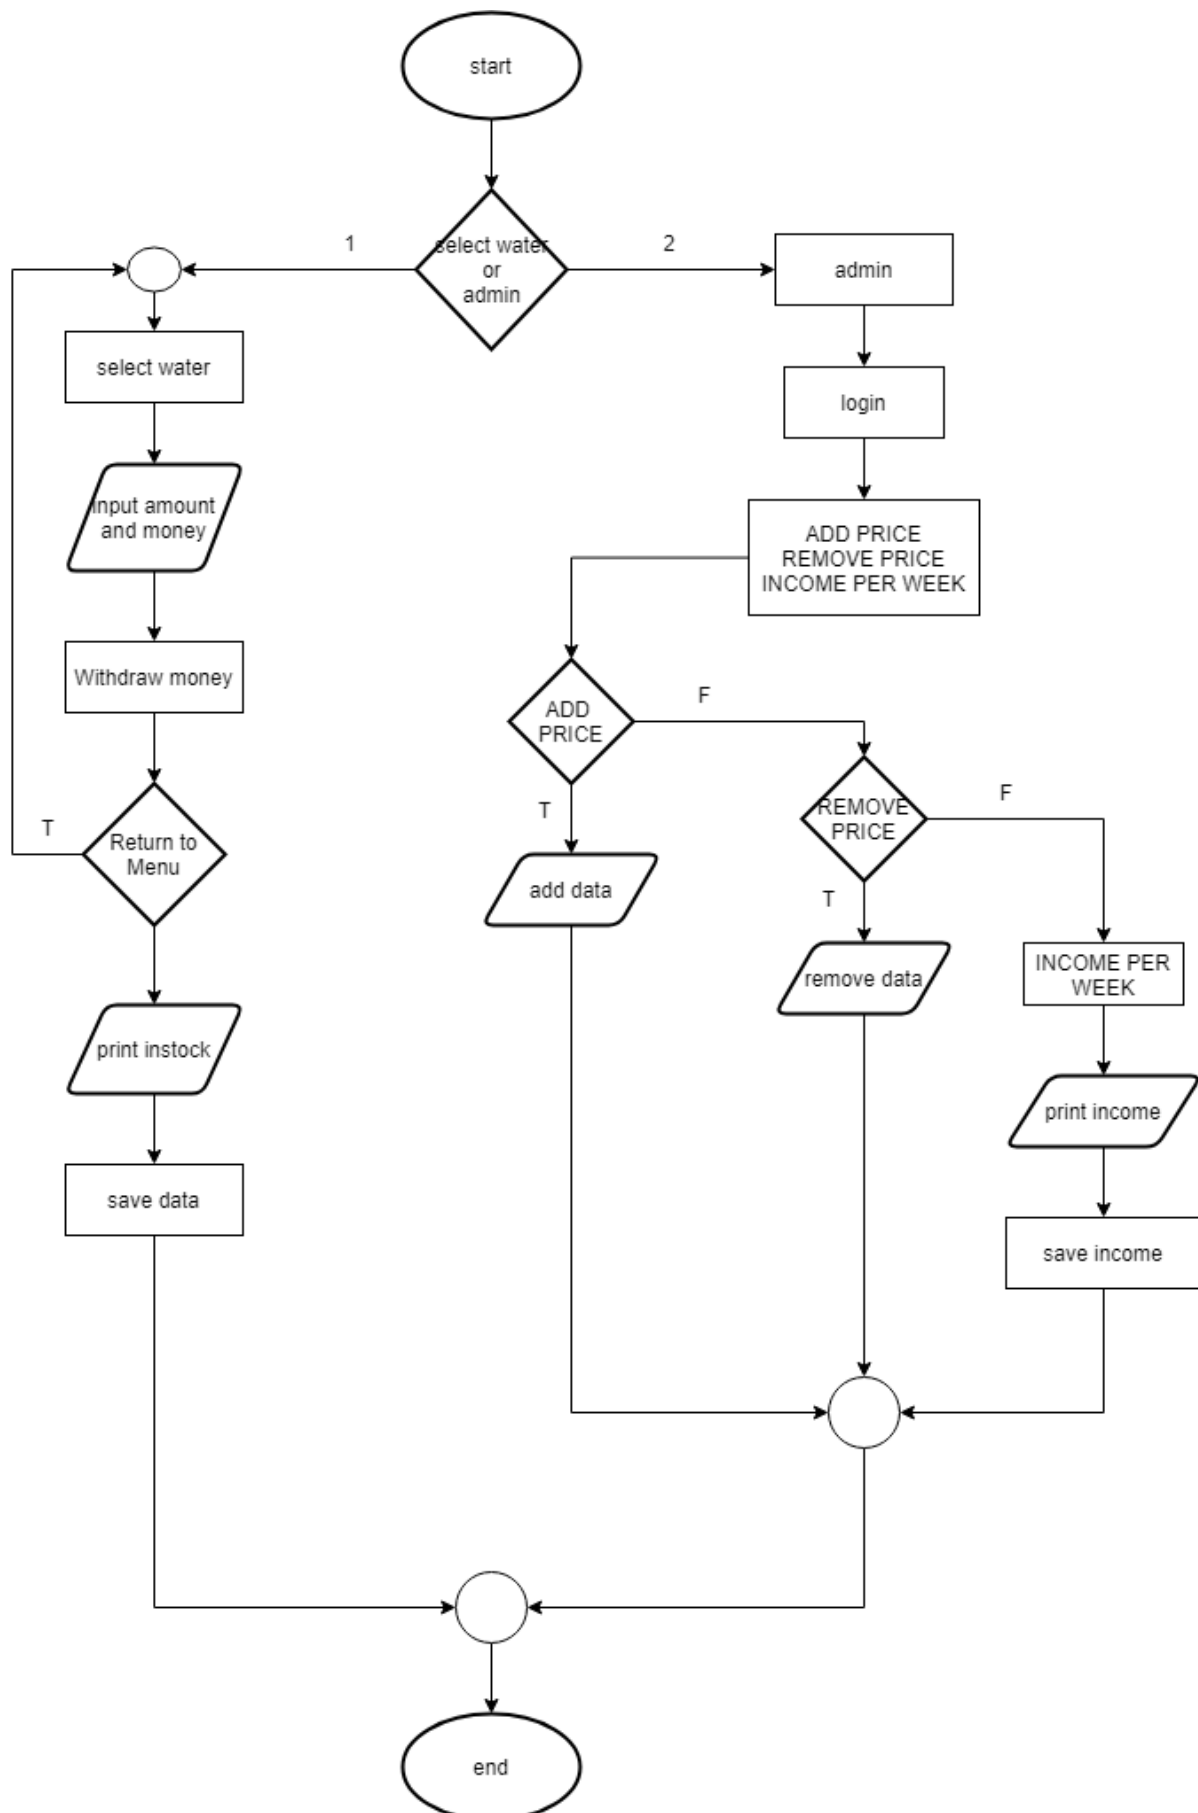 start
select water
or
admin
1
2
admin
select water
login
input amount
and money
ADD PRICE
REMOVE PRICE
INCOME PER WEEK
Withdraw money
ADD
PRICE
F
T
REMOVE
PRICE
F
T
Return to
Menu
T
add data
remove data
INCOME PER
WEEK
print instock
print income
save data
save income
end